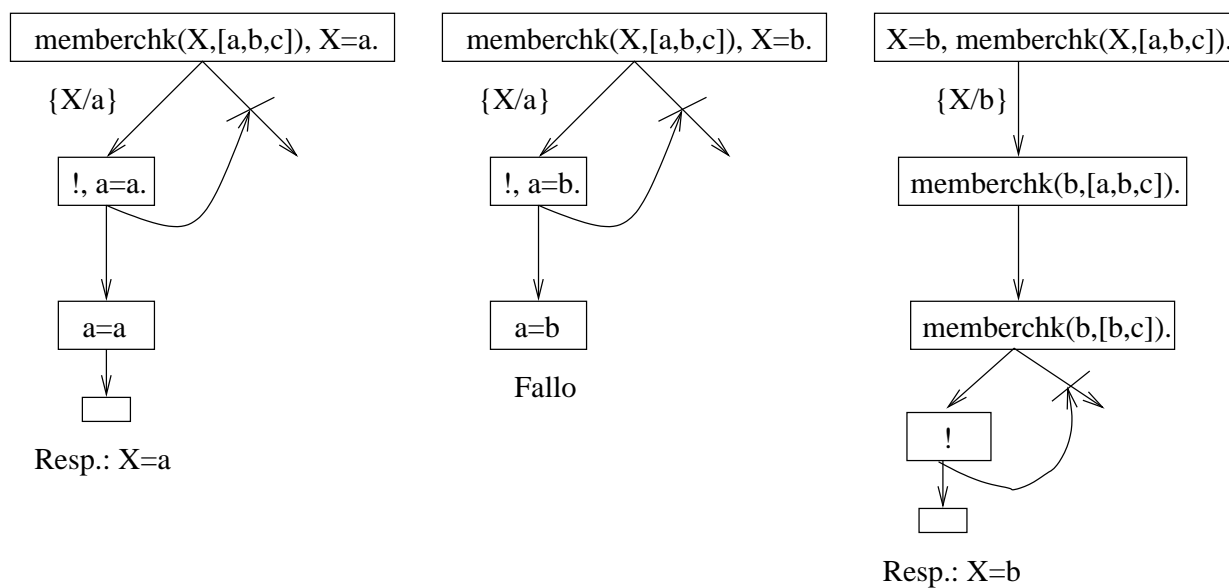 memberchk(X,[a,b,c]), X=a.
{X/a}
!, a=a.
a=a
Resp.: X=a
memberchk(X,[a,b,c]), X=b.
{X/a}
!, a=b.
a=b
Fallo
X=b, memberchk(X,[a,b,c]).
{X/b}
memberchk(b,[a,b,c]).
memberchk(b,[b,c]).
!
Resp.: X=b